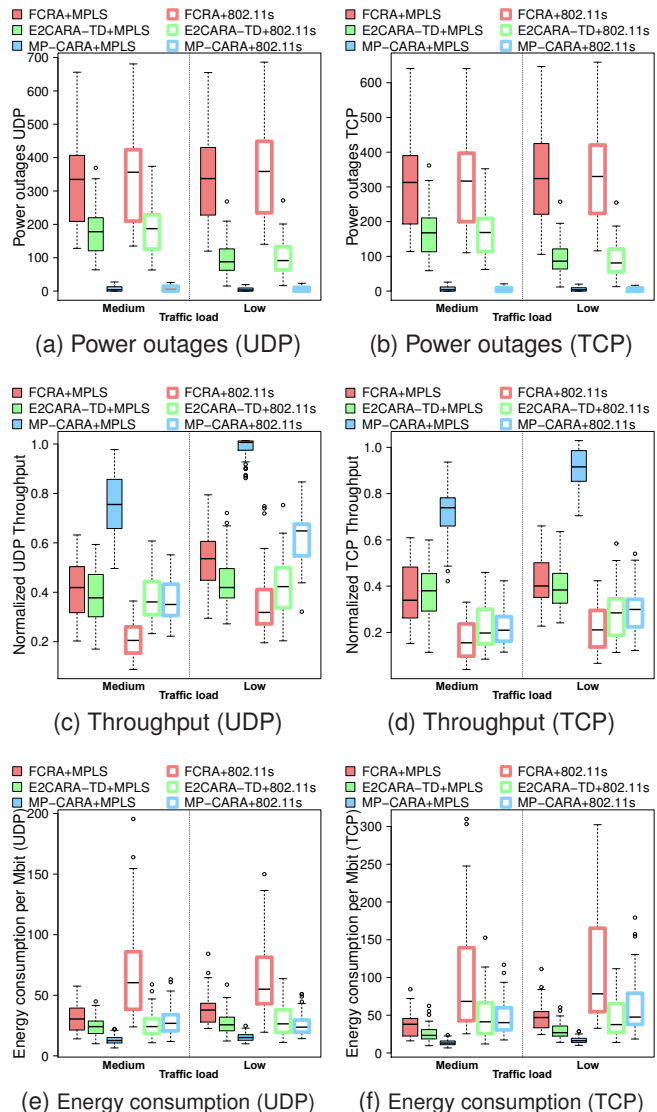 FCRA+MPLS FCRA+802.11s
E2CARA−TD+MPLS E2CARA−TD+802.11s
MP−CARA+MPLS MP−CARA+802.11s
Power outages UDP
700
600
500
400
300
200
100
0
Medium Low
Traffic load
(a) Power outages (UDP)
FCRA+MPLS FCRA+802.11s
E2CARA−TD+MPLS E2CARA−TD+802.11s
MP−CARA+MPLS MP−CARA+802.11s
Power outages TCP
600
500
400
300
200
100
0
Medium Low
Traffic load
(b) Power outages (TCP)
FCRA+MPLS FCRA+802.11s
E2CARA−TD+MPLS E2CARA−TD+802.11s
MP−CARA+MPLS MP−CARA+802.11s
Normalized UDP Throughput
1.0
0.8
0.6
0.4
0.2
Medium Low
Traffic load
(c) Throughput (UDP)
FCRA+MPLS FCRA+802.11s
E2CARA−TD+MPLS E2CARA−TD+802.11s
MP−CARA+MPLS MP−CARA+802.11s
Normalized TCP Throughput
1.0
0.8
0.6
0.4
0.2
Medium Low
Traffic load
(d) Throughput (TCP)
FCRA+MPLS FCRA+802.11s
E2CARA−TD+MPLS E2CARA−TD+802.11s
MP−CARA+MPLS MP−CARA+802.11s
Energy consumption per Mbit (UDP)
200
150
100
50
0
Medium Low
Traffic load
(e) Energy consumption (UDP)
FCRA+MPLS FCRA+802.11s
E2CARA−TD+MPLS E2CARA−TD+802.11s
MP−CARA+MPLS MP−CARA+802.11s
Energy consumption per Mbit (TCP)
300
250
200
150
100
50
0
Medium Low
Traffic load
(f) Energy consumption (TCP)